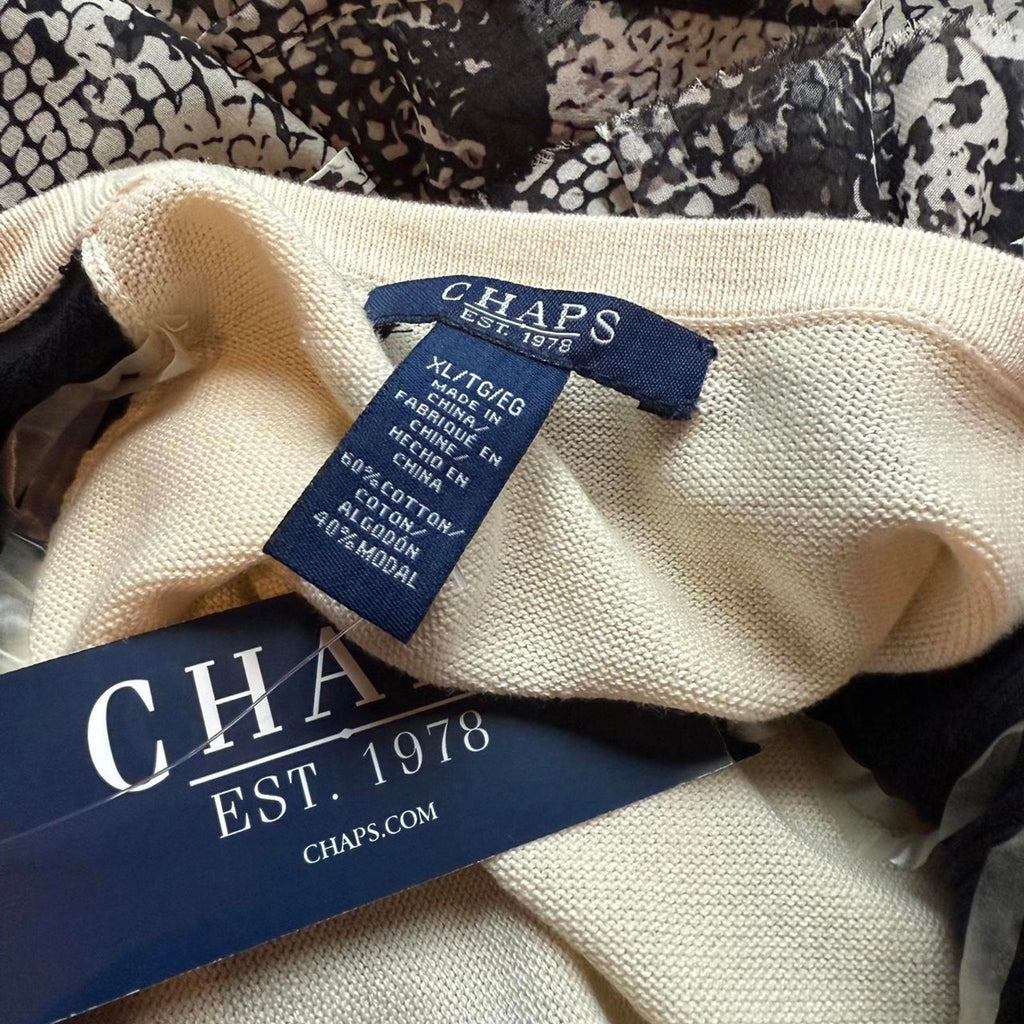 CHAPS
EST. 1978
XL/TG/EG
MADE IN
CHINA/
FABRIQUÉ EN
CHINE/
HECHO EN
CHINA
60%COTTON/
COTON/
ALGODÓN
40%MODAL
CHA
EST. 1978
CHAPS.COM